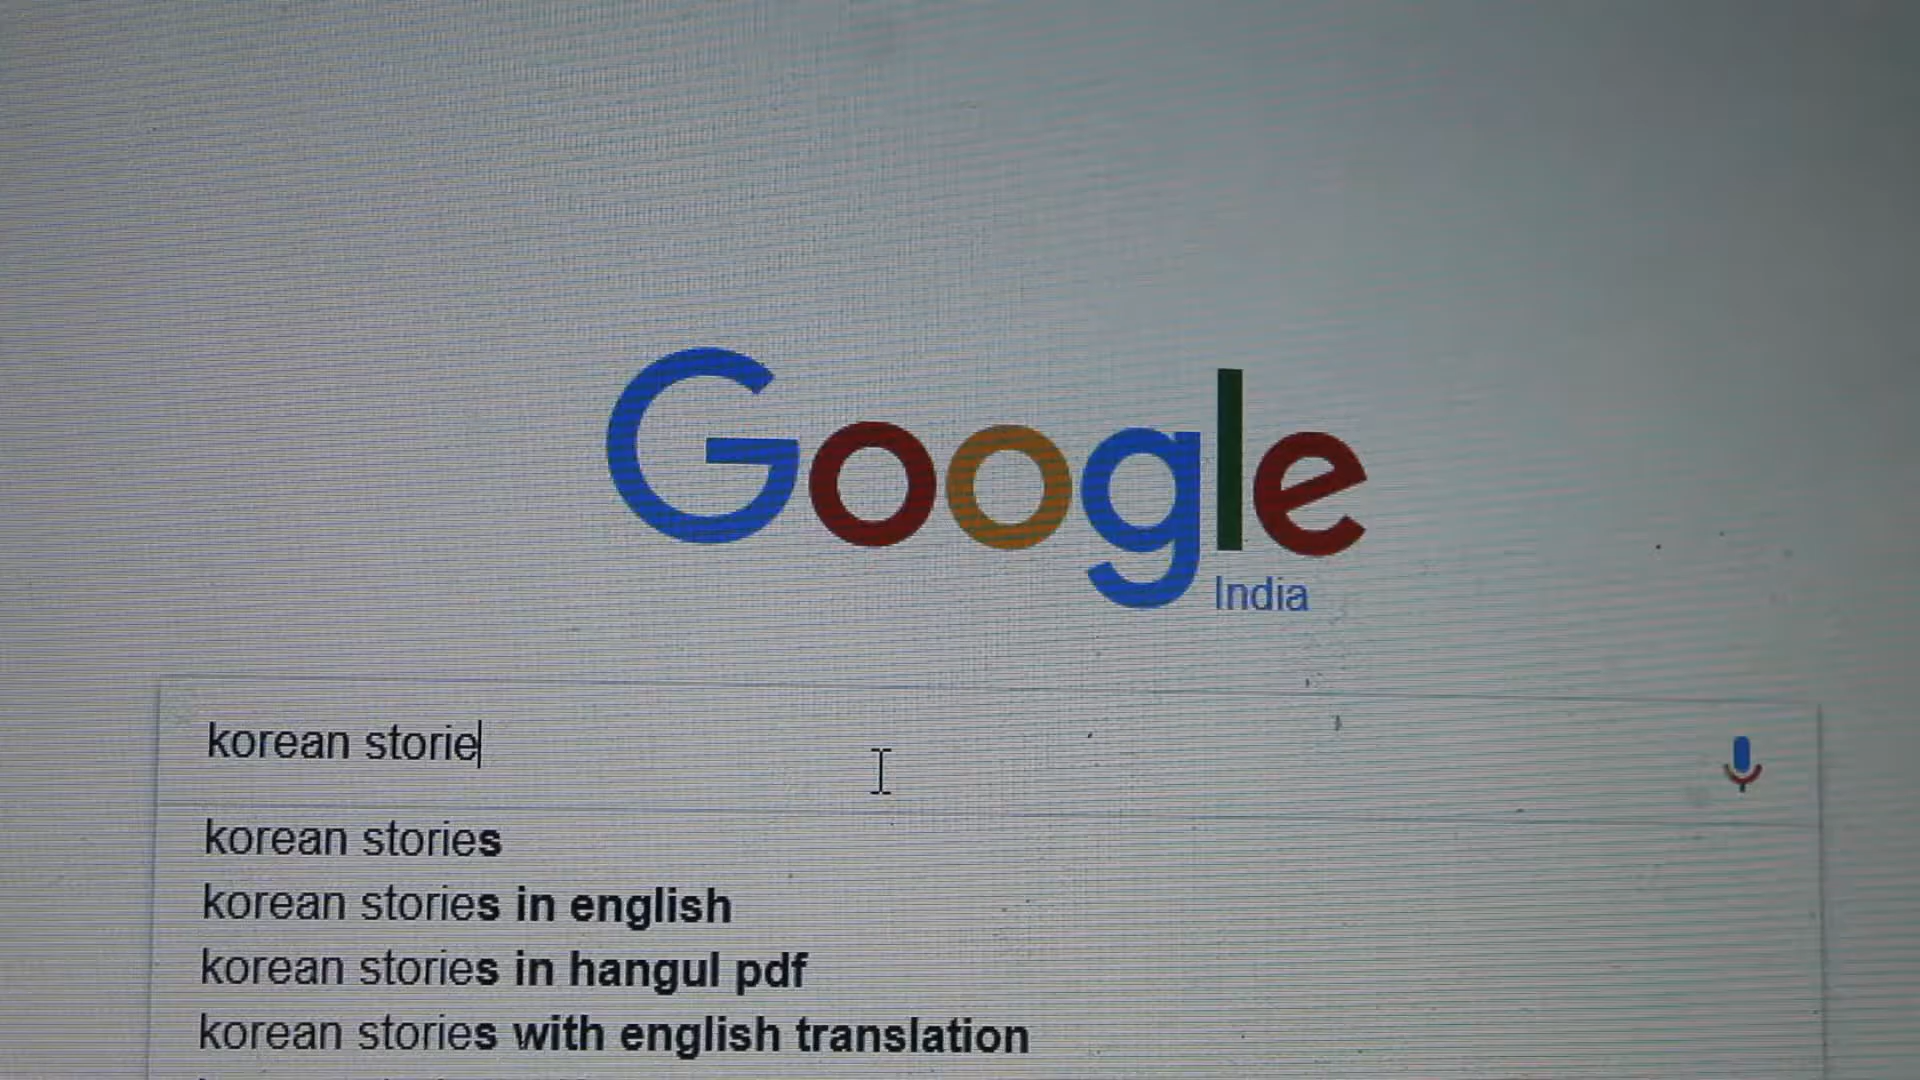 Google
India
korean storie
korean stories
korean stories in english
korean stories in hangul pdf
korean stories with english translation